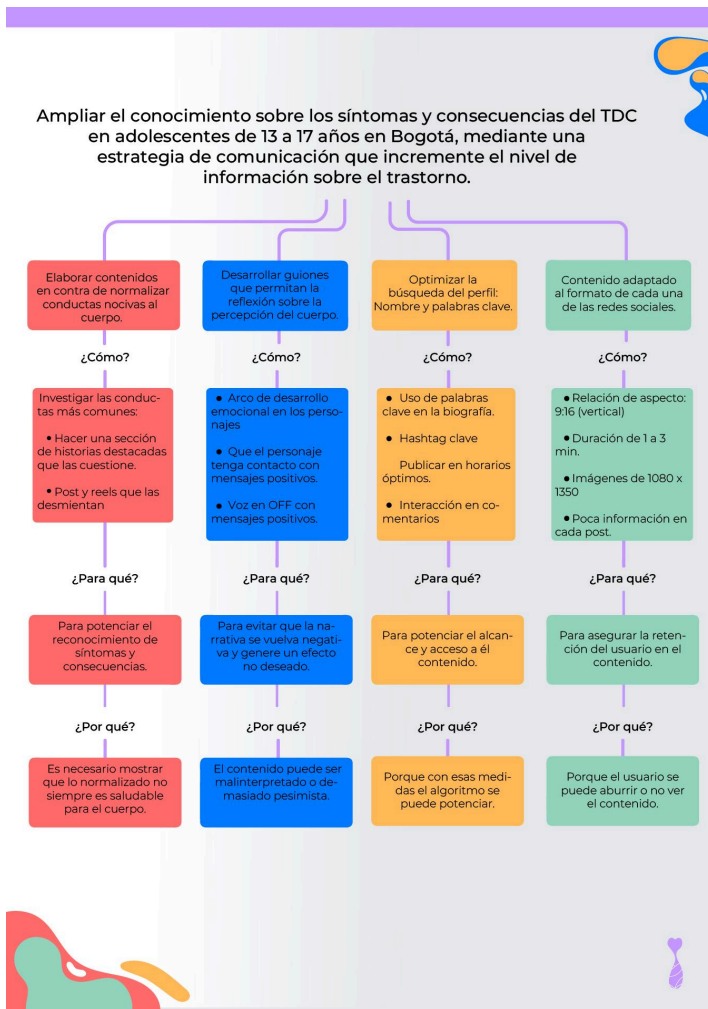 Ampliar el conocimiento sobre los síntomas y consecuencias del TDC
en adolescentes de 13 a 17 años en Bogotá, mediante una
estrategia de comunicación que incremente el nivel de
información sobre el trastorno.
Elaborar contenidos
en contra de normalizar
conductas nocivas al
cuerpo.
¿Cómo?
Investigar las conduc-
tas más comunes:
● Hacer una sección
de historias destacadas
que las cuestione.
● Post y reels que las
desmientan
¿Para qué?
Para potenciar el
reconocimiento de
síntomas y
consecuencias.
¿Por qué?
Es necesario mostrar
que lo normalizado no
siempre es saludable
para el cuerpo.
Desarrollar guiones
que permitan la
reflexión sobre la
percepción del cuerpo.
¿Cómo?
● Arco de desarrollo
emocional en los perso-
najes
● Que el personaje
tenga contacto con
mensajes positivos.
● Voz en OFF con
mensajes positivos.
¿Para qué?
Para evitar que la na-
rrativa se vuelva negati-
va y genere un efecto
no deseado.
¿Por qué?
El contenido puede ser
malinterpretado o de-
masiado pesimista.
Optimizar la
búsqueda del perfil:
Nombre y palabras clave.
¿Cómo?
● Uso de palabras
clave en la biografía.
● Hashtag clave
Publicar en horarios
óptimos.
● Interacción en co-
mentarios
¿Para qué?
Para potenciar el alcan-
ce y acceso a él
contenido.
¿Por qué?
Porque con esas medi-
das el algoritmo se
puede potenciar.
Contenido adaptado
al formato de cada una
de las redes sociales.
¿Cómo?
● Relación de aspecto:
9:16 (vertical)
● Duración de 1 a 3
min.
● Imágenes de 1080 x
1350
● Poca información en
cada post.
¿Para qué?
Para asegurar la reten-
ción del usuario en el
contenido.
¿Por qué?
Porque el usuario se
puede aburrir o no ver
el contenido.